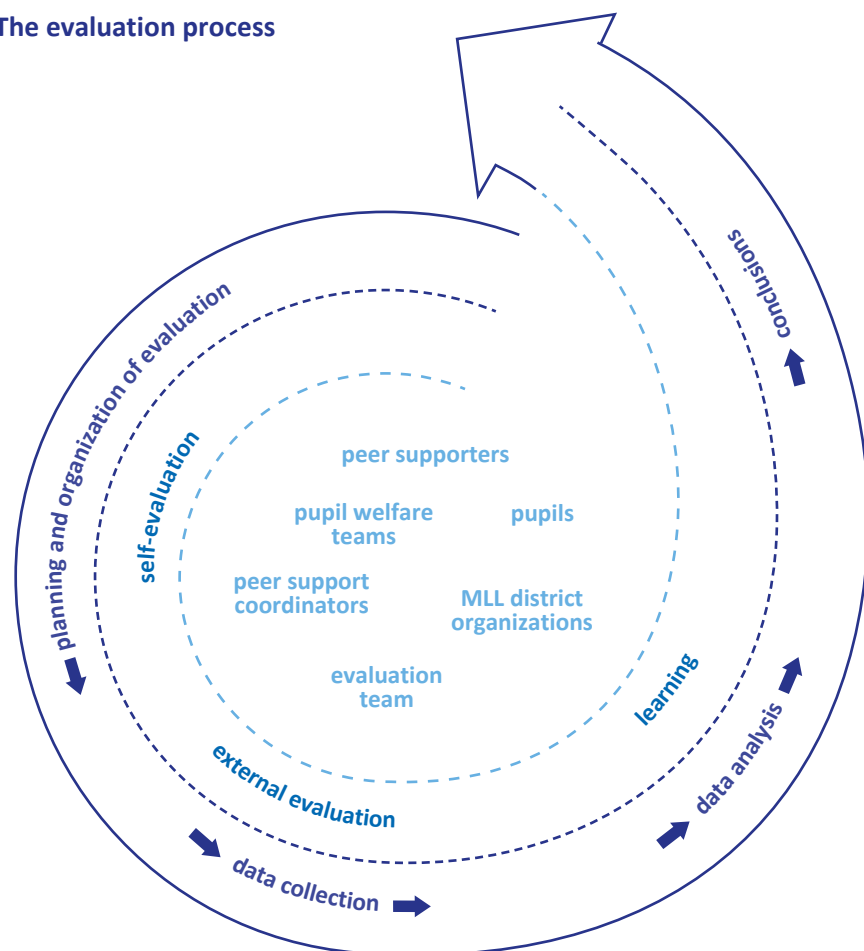 The evaluation process
planning and organization of evaluation
data collection
data analysis
conclusions
self-evaluation
external evaluation
learning
peer supporters
pupil welfare
teams
pupils
peer support
coordinators
MLL district
organizations
evaluation
team